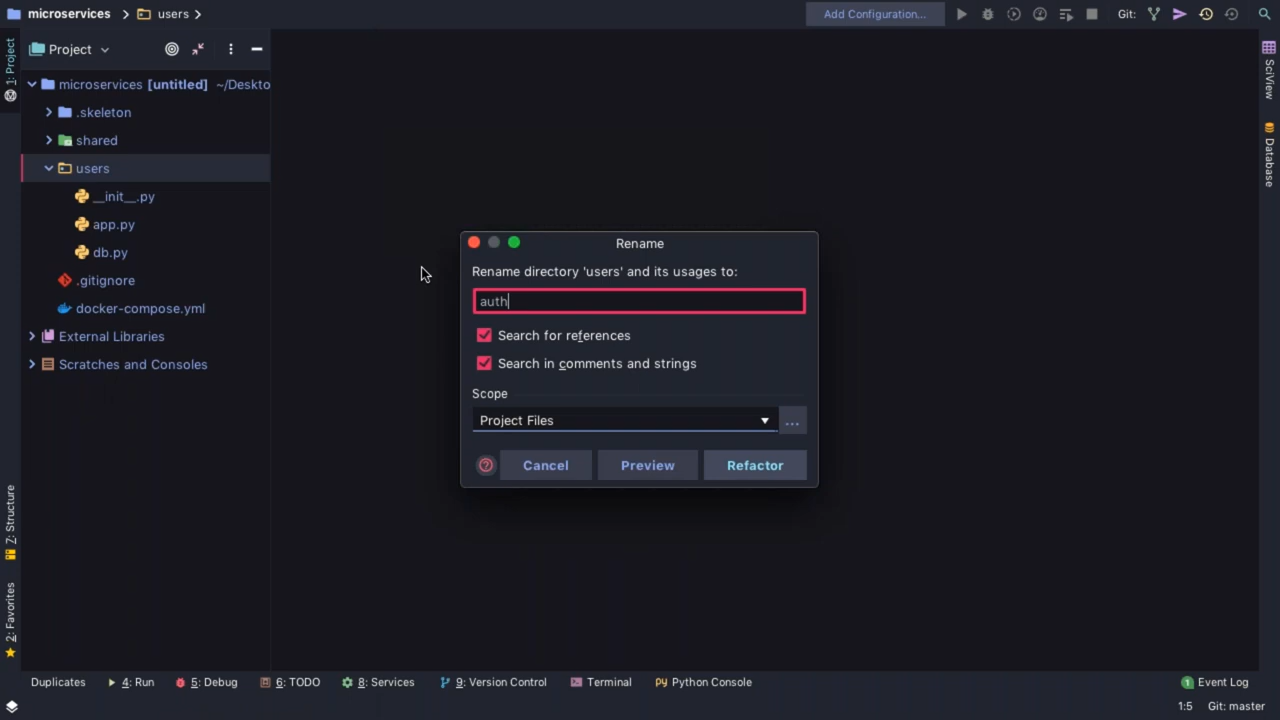 microservices users
Add Configuration...
Git:
1: Project
Project
microservices [untitled] ~/Deskto
.skeleton
shared
users
__init__.py
app.py
db.py
.gitignore
docker-compose.yml
External Libraries
Scratches and Consoles
Rename
Rename directory 'users' and its usages to:
auth
Search for references
Search in comments and strings
Scope
Project Files
...
Cancel
Preview
Refactor
SciView
Database
Z: Structure
2: Favorites
Duplicates
4: Run
5: Debug
6: TODO
8: Services
9: Version Control
Terminal
Python Console
1 Event Log
1:5
Git: master